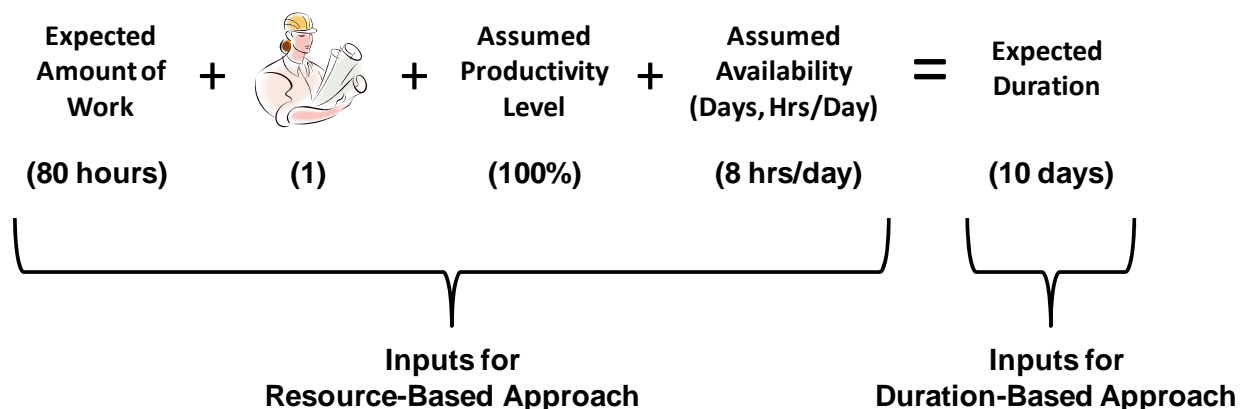 Expected
Amount of
Work
+
+
Assumed
Productivity
Level
+
Assumed
Availability
(Days, Hrs/Day)
=
Expected
Duration
(80 hours)
(1)
(100%)
(8 hrs/day)
(10 days)
Inputs for
Resource-Based Approach
Inputs for
Duration-Based Approach